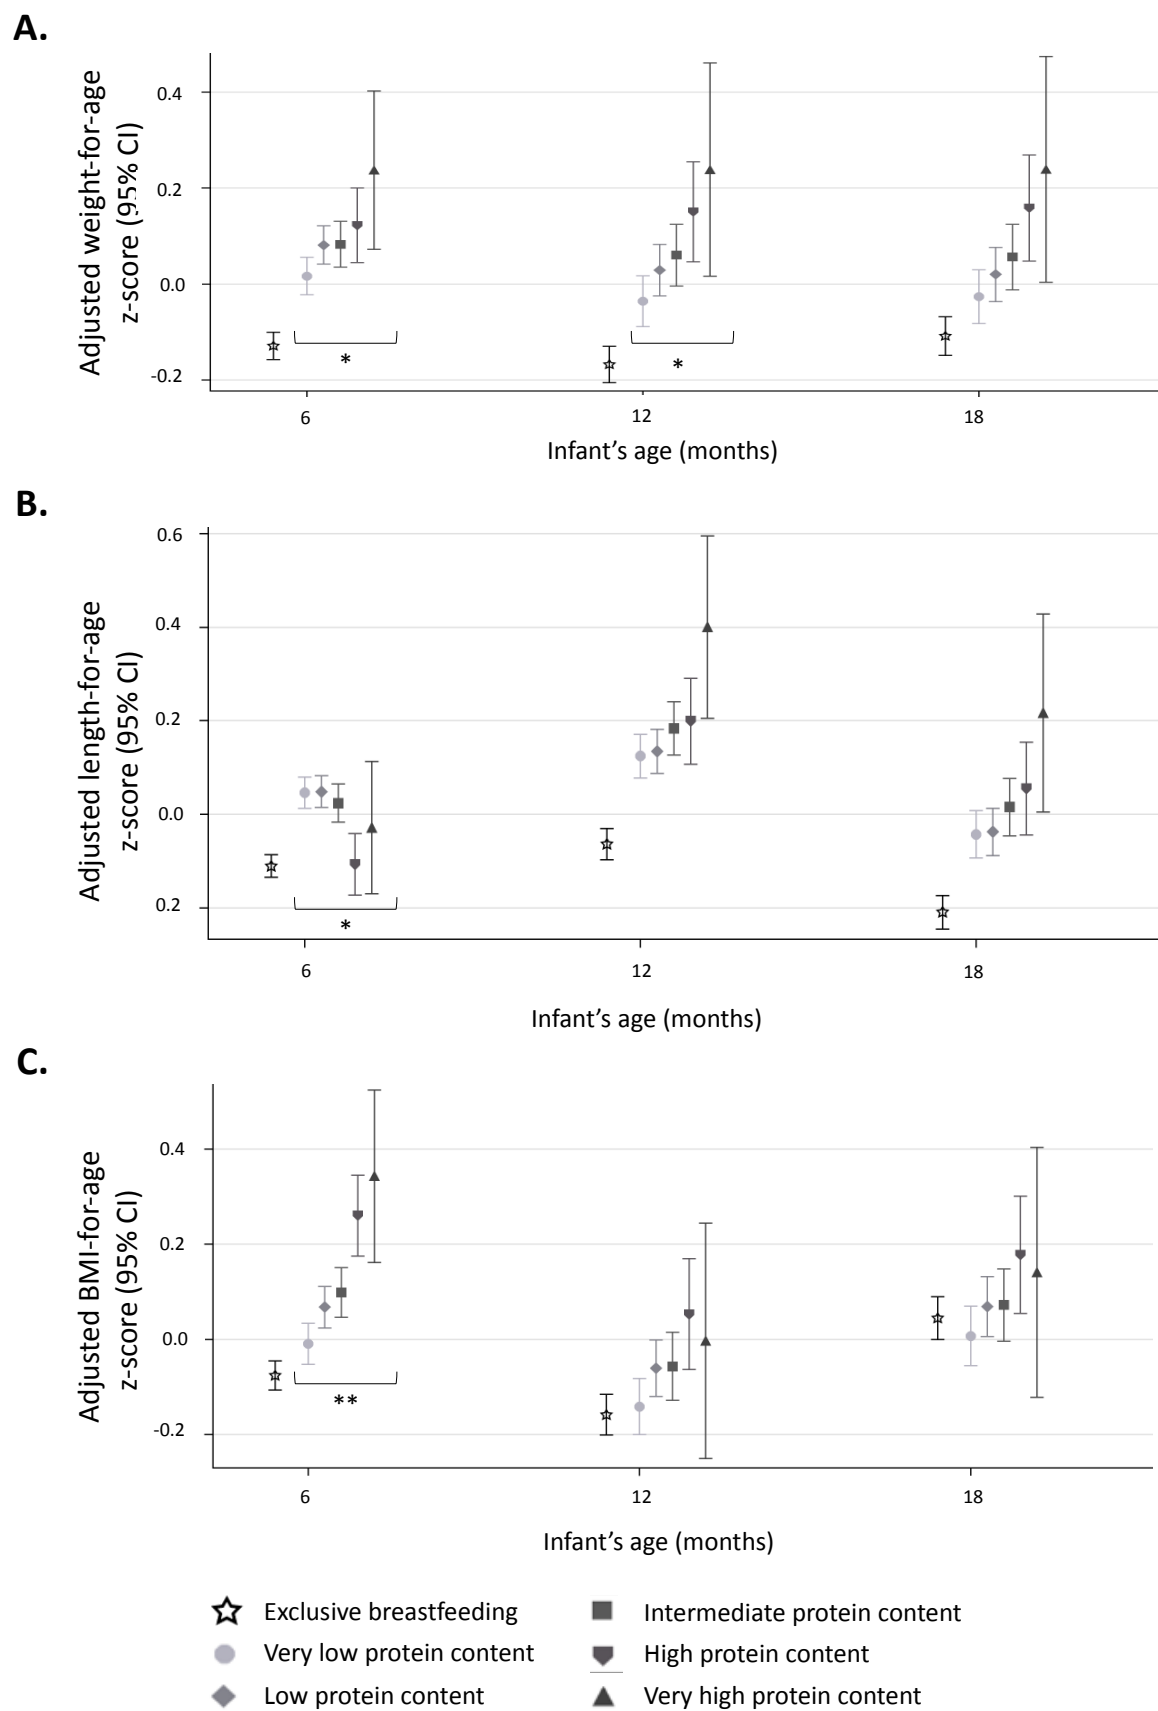 A.
Adjusted weight-for-age
z-score (95% CI)
0.4
0.2
0.0
-0.2
*
*
6
12
18
Infant’s age (months)
B.
Adjusted length-for-age
z-score (95% CI)
0.6
0.4
0.2
0.0
0.2
*
6
12
18
Infant’s age (months)
C.
Adjusted BMI-for-age
z-score (95% CI)
0.4
0.2
0.0
-0.2
**
6
12
18
Infant’s age (months)
Exclusive breastfeeding
Very low protein content
Low protein content
Intermediate protein content
High protein content
Very high protein content